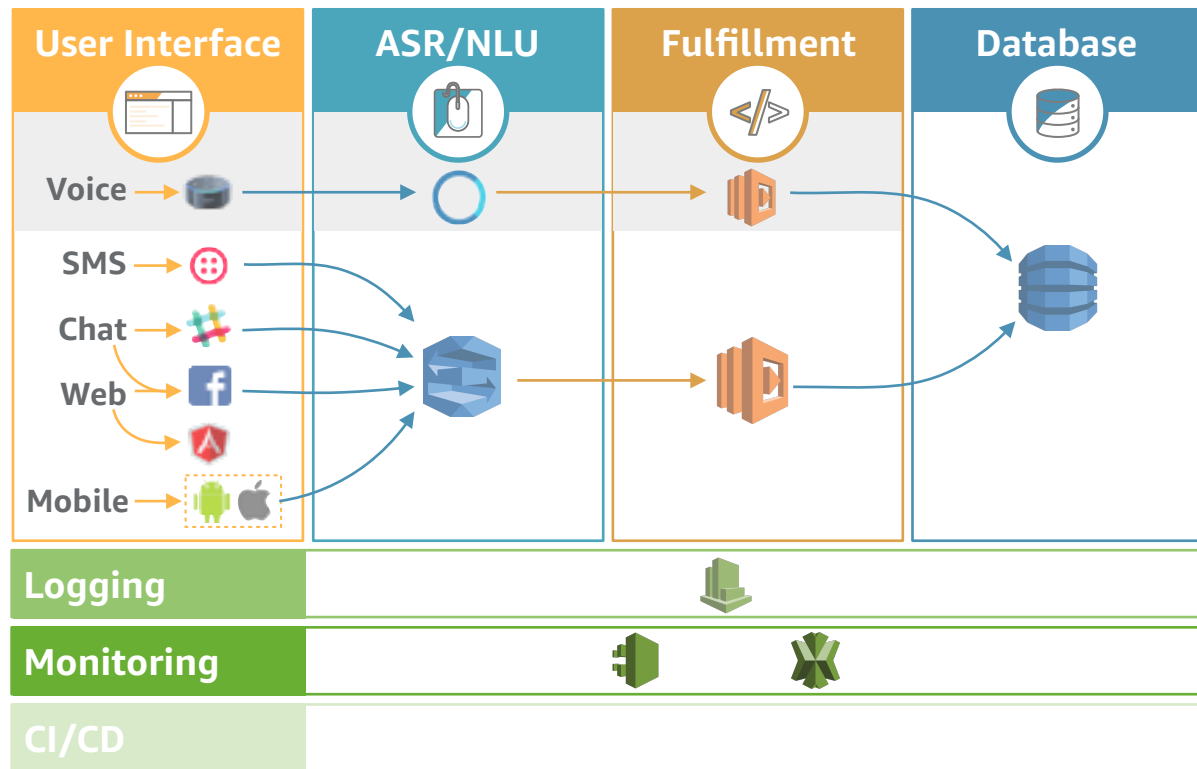 User Interface
ASR/NLU
Fulfillment
Database
Voice
SMS
Chat
Web
Mobile
Logging
Monitoring
CI/CD